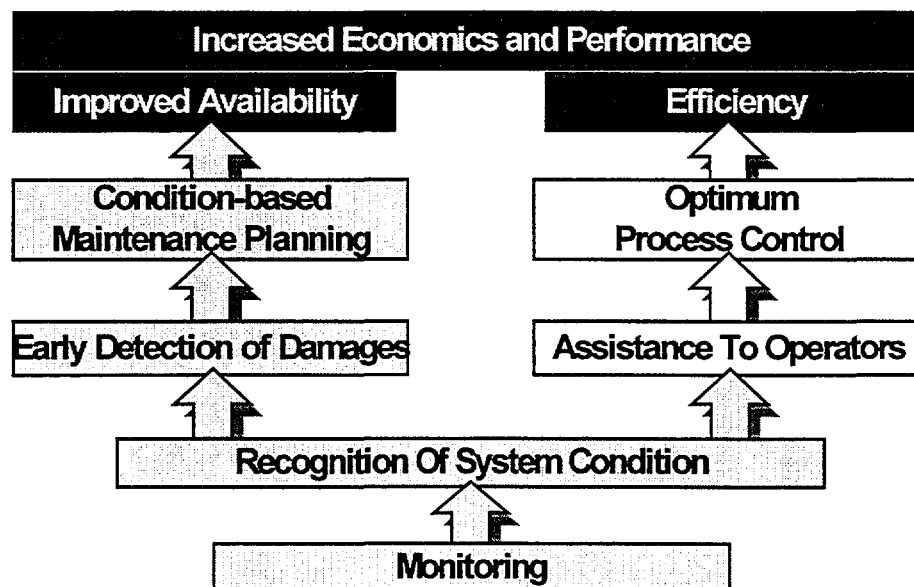 Increased Economics and Performance
Improved Availability
Efficiency
Condition-based
Maintenance Planning
Optimum
Process Control
Early Detection of Damages
Assistance To Operators
Recognition Of System Condition
Monitoring